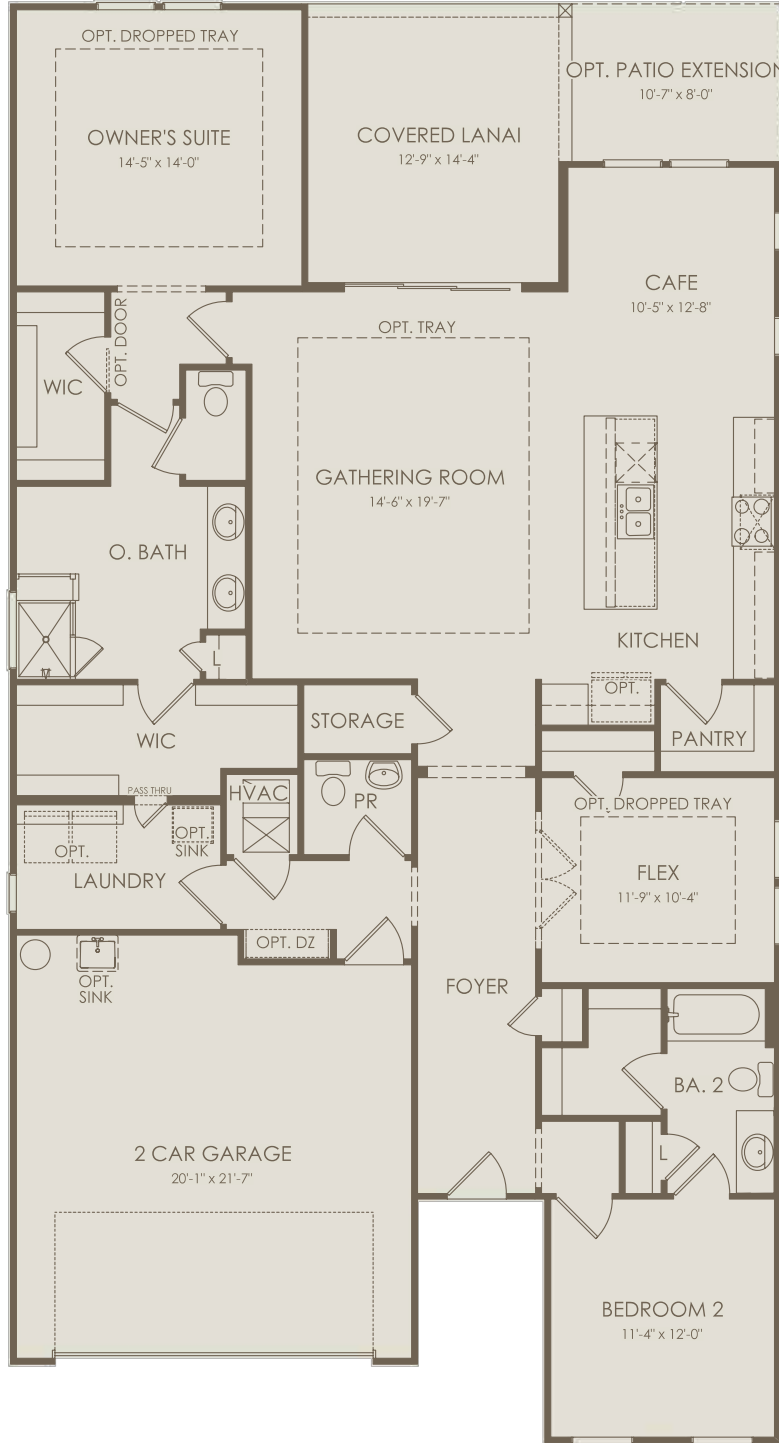 OPT. DROPPED TRAY
OWNER'S SUITE
14'-5" x 14'-0"
COVERED LANAI
12'-9" x 14'-4"
OPT. PATIO EXTENSION
10'-7" x 8'-0"
CAFE
10'-5" x 12'-8"
OPT. DOOR
WIC
OPT. TRAY
GATHERING ROOM
14'-6" x 19'-7"
O. BATH
L
KITCHEN
OPT.
PANTRY
STORAGE
WIC
PASS THRU
HVAC
PR
OPT.
OPT.
SINK
LAUNDRY
OPT. DROPPED TRAY
FLEX
11'-9" x 10'-4"
OPT. DZ
OPT.
SINK
FOYER
BA. 2
L
2 CAR GARAGE
20'-1" x 21'-7"
BEDROOM 2
11'-4" x 12'-0"